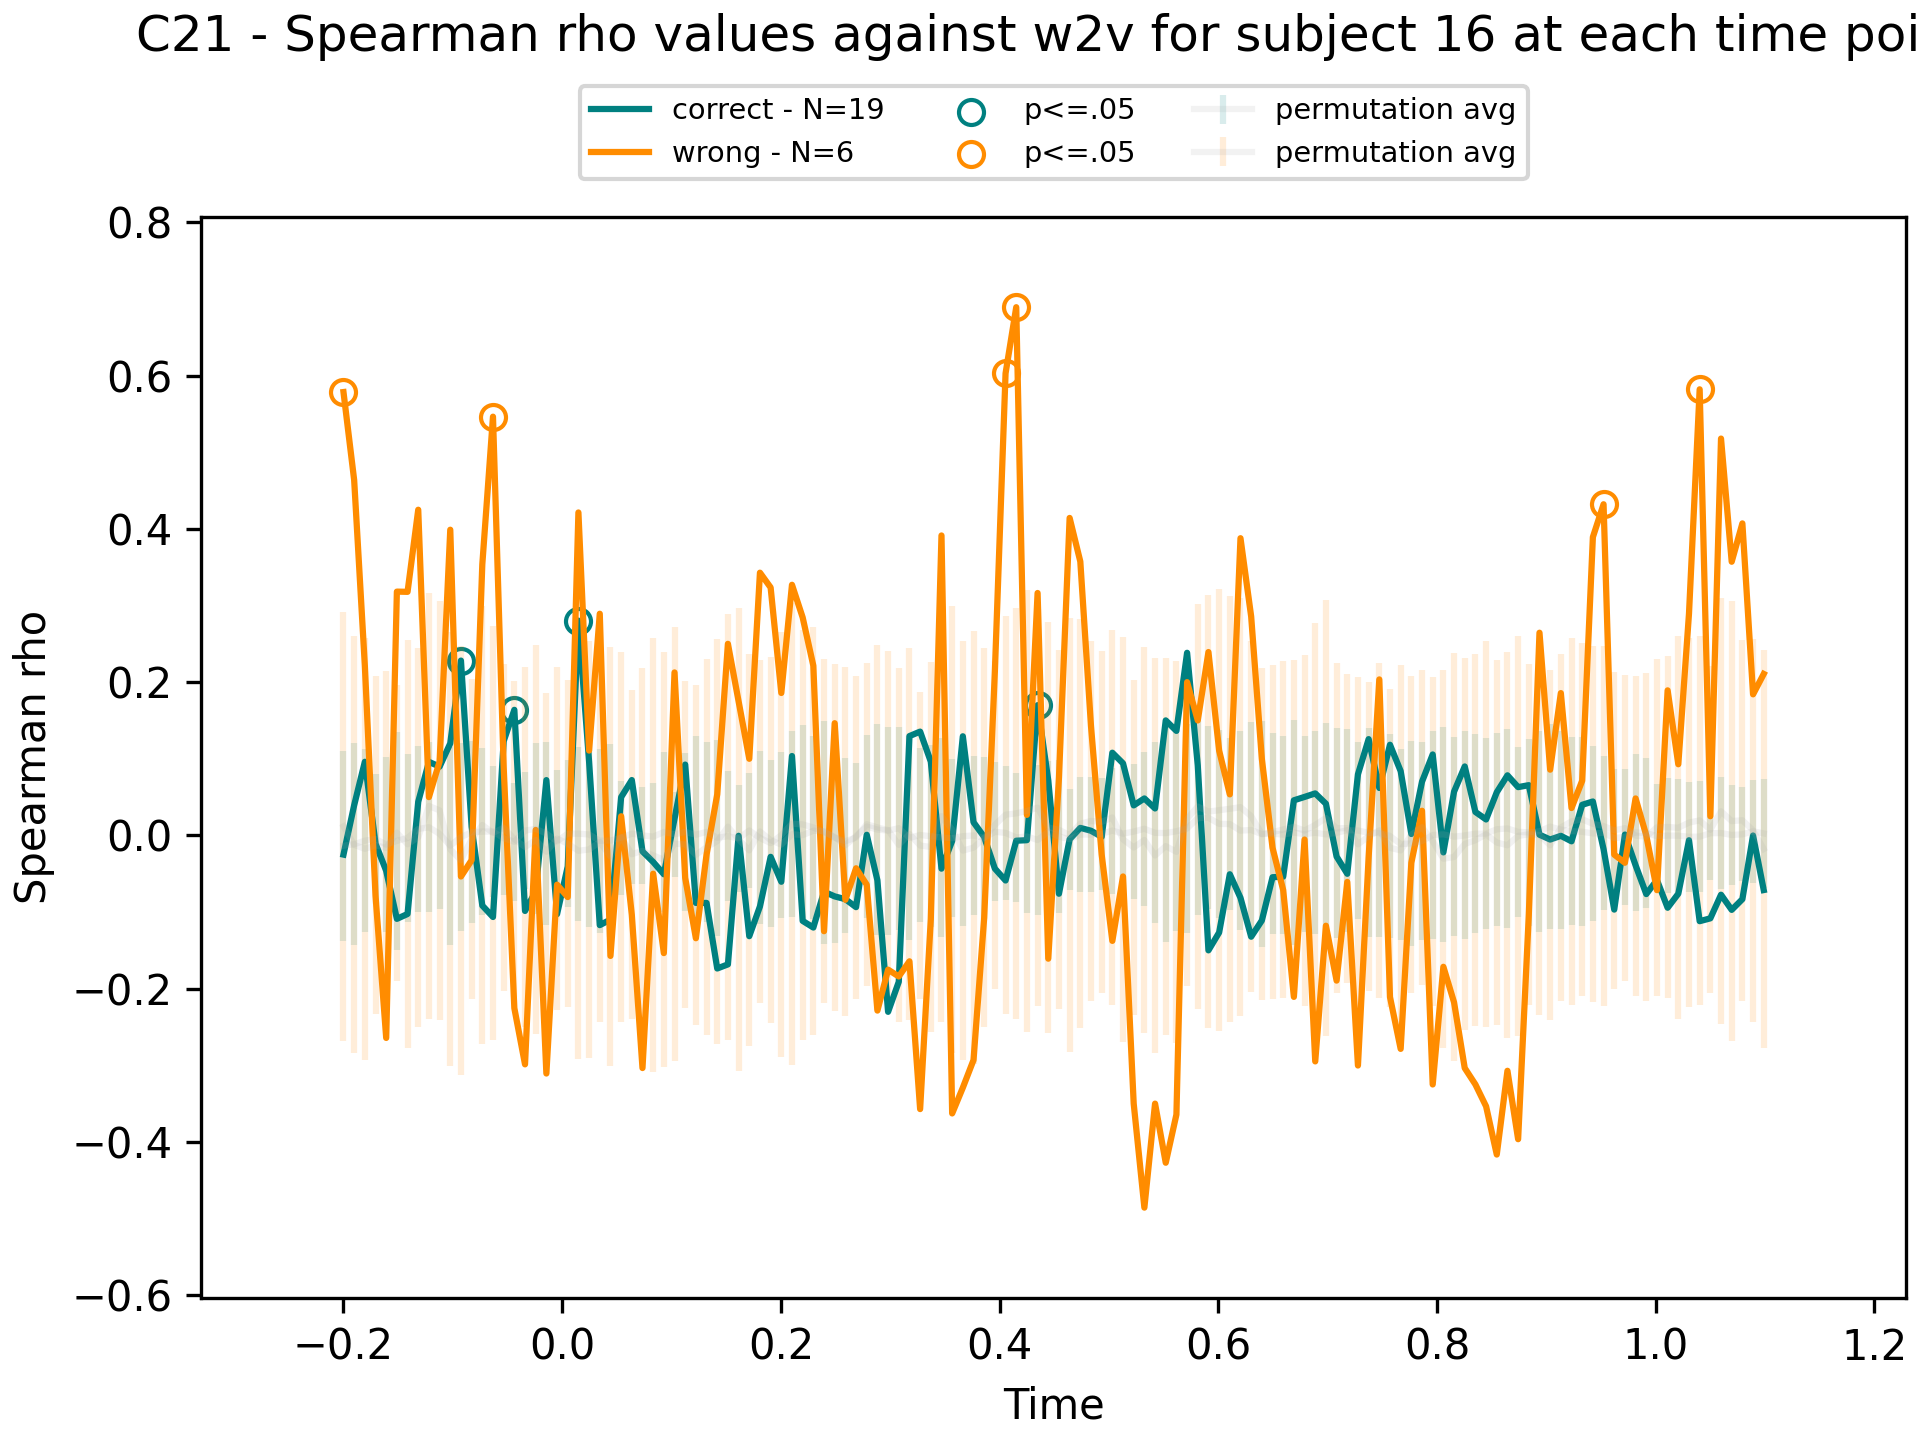 C21 - Spearman rho values against w2v for subject 16 at each time poi
correct - N=19 p<=.05 permutation avg
wrong - N=6 p<=.05 permutation avg
0.8
0.6
0.4
0.2
0.0
−0.2
−0.4
−0.6
Spearman rho
−0.2 0.0 0.2 0.4 0.6 0.8 1.0 1.2
Time